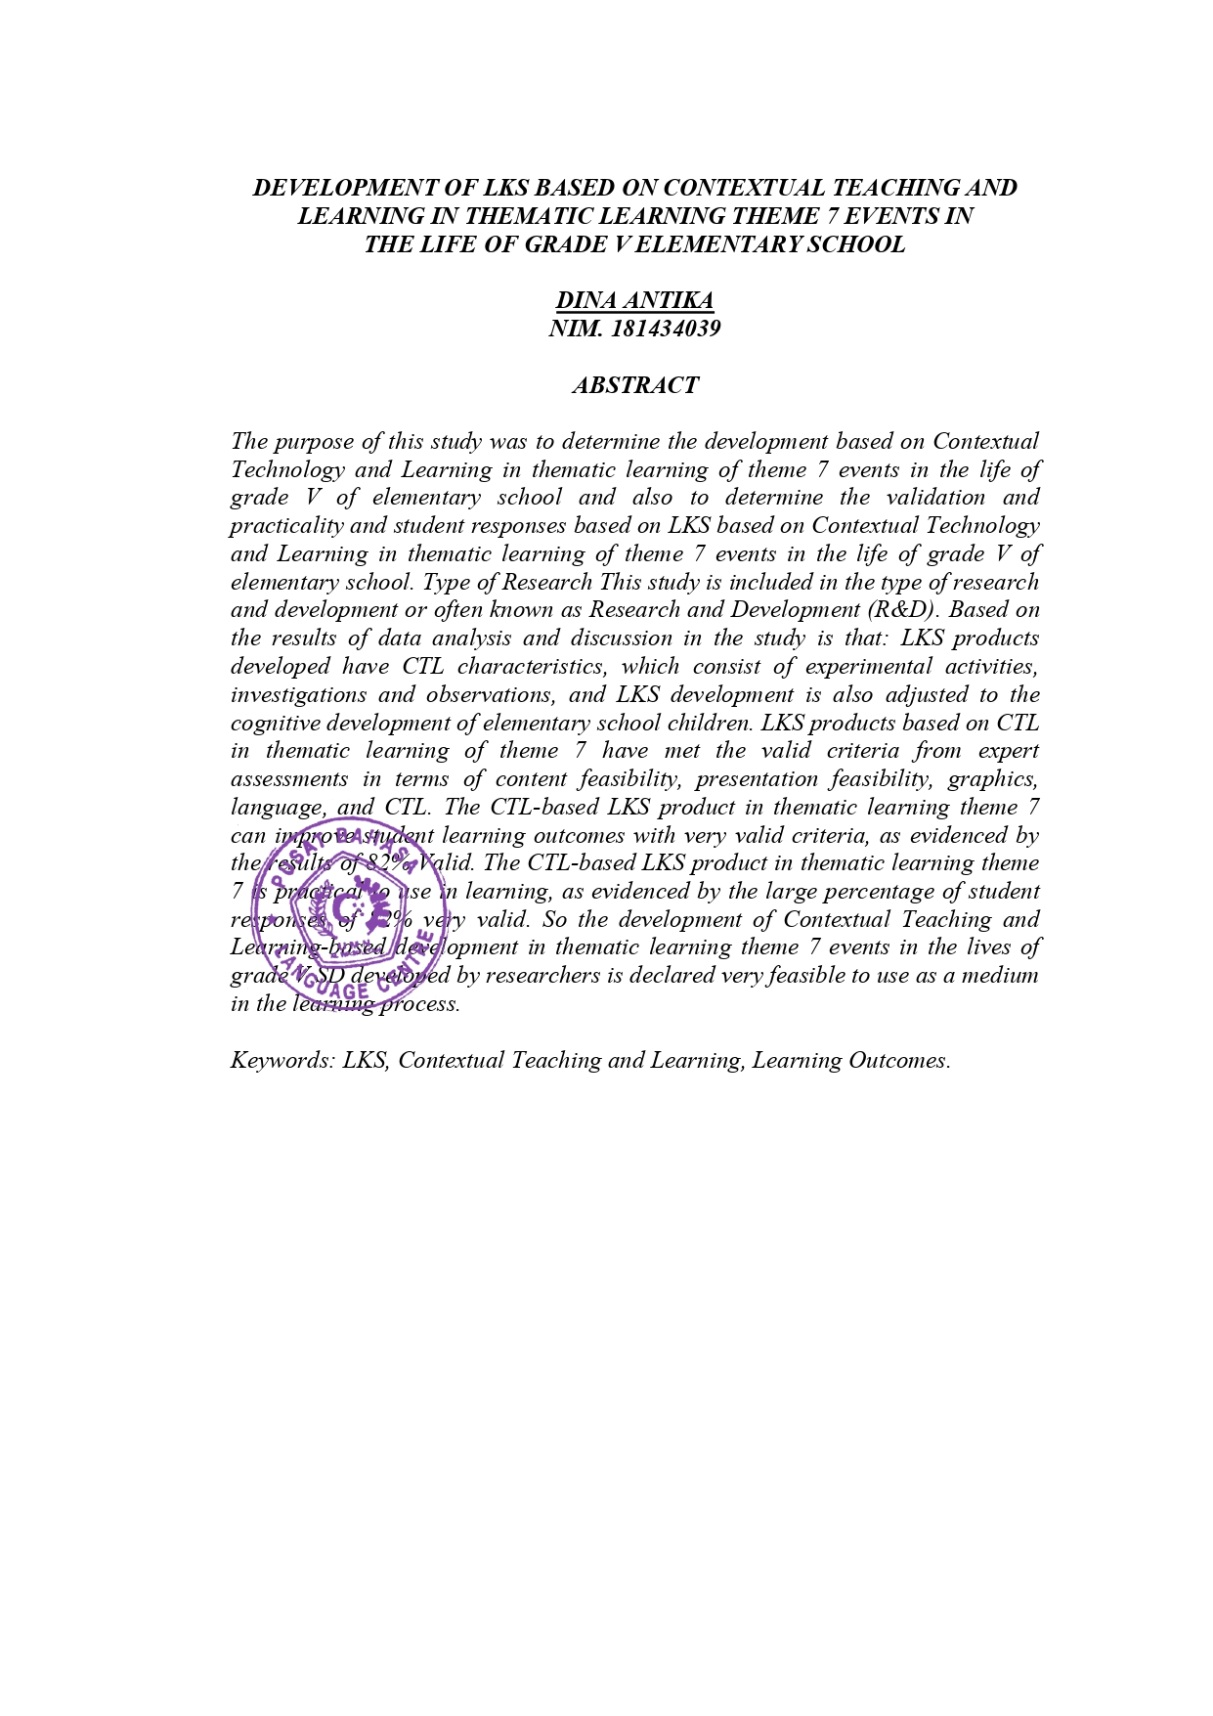 DEVELOPMENT OF LKS BASED ON CONTEXTUAL TEACHING AND
LEARNING IN THEMATIC LEARNING THEME 7 EVENTS IN
THE LIFE OF GRADE V ELEMENTARY SCHOOL
DINA ANTIKA
NIM. 181434039
ABSTRACT
The purpose of this study was to determine the development based on Contextual
Technology and Learning in thematic learning of theme 7 events in the life of
grade V of elementary school and also to determine the validation and
practicality and student responses based on LKS based on Contextual Technology
and Learning in thematic learning of theme 7 events in the life of grade V of
elementary school. Type of Research This study is included in the type of research
and development or often known as Research and Development (R&D). Based on
the results of data analysis and discussion in the study is that: LKS products
developed have CTL characteristics, which consist of experimental activities,
investigations and observations, and LKS development is also adjusted to the
cognitive development of elementary school children. LKS products based on CTL
in thematic learning of theme 7 have met the valid criteria from expert
assessments in terms of content feasibility, presentation feasibility, graphics,
language, and CTL. The CTL-based LKS product in thematic learning theme 7
can improve student learning outcomes with very valid criteria, as evidenced by
the results of 82% Valid. The CTL-based LKS product in thematic learning theme
7 is practical to use in learning, as evidenced by the large percentage of student
responses of 82% very valid. So the development of Contextual Teaching and
Learning-based development in thematic learning theme 7 events in the lives of
grade V SD developed by researchers is declared very feasible to use as a medium
in the learning process.
Keywords: LKS, Contextual Teaching and Learning, Learning Outcomes.
PUSAT BAHASA
LANGUAGE CENTRE